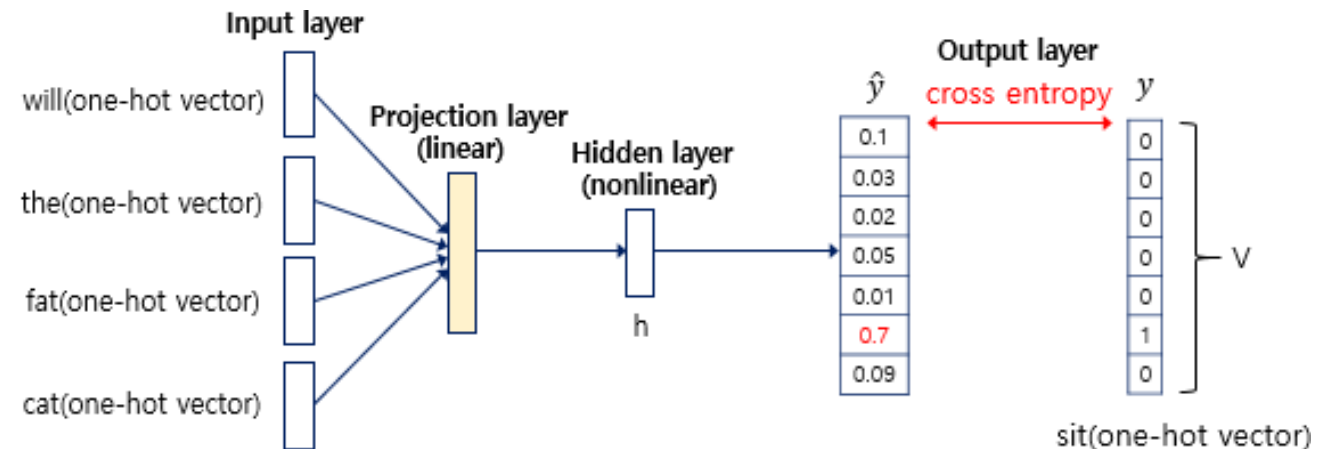 Input layer
will(one-hot vector)
the(one-hot vector)
fat(one-hot vector)
cat(one-hot vector)
Projection layer
(linear)
Hidden layer
(nonlinear)
h
Output layer
ŷ
cross entropy
y
0.1
0.03
0.02
0.05
0.01
0.7
0.09
0
0
0
0
0
1
0
V
sit(one-hot vector)